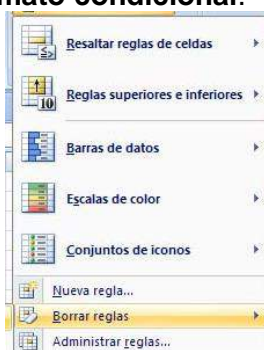 mato condicional.
Resaltar reglas de celdas
10
Reglas superiores e inferiores
Barras de datos
Escalas de color
Conjuntos de iconos
Nueva regla...
Borrar reglas
Administrar reglas...